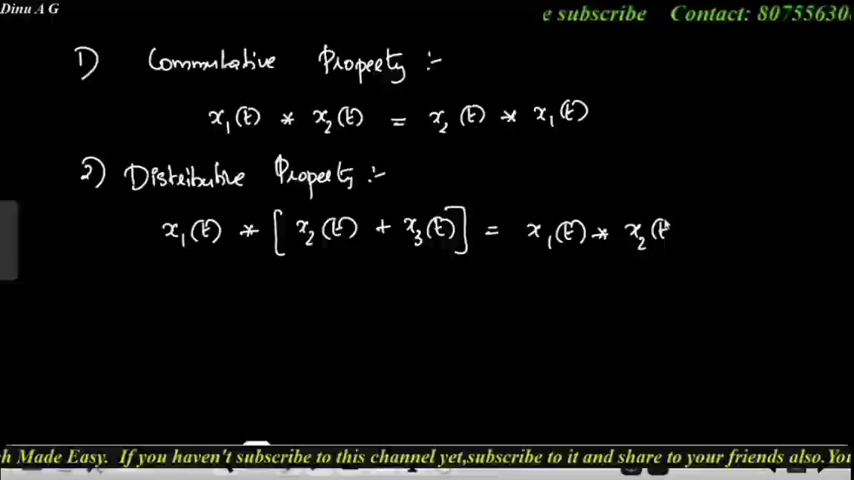 Dinu A G
e subscribe Contact: 80755630
1) Commutative Property :-
x₁(t) * x₂(t) = x₂(t) * x₁(t)
2) Distributive Property :-
x₁(t) * [x₂(t) + x₃(t)] = x₁(t) * x₂(t
h Made Easy. If you haven't subscribe to this channel yet,subscribe to it and share to your friends also.You